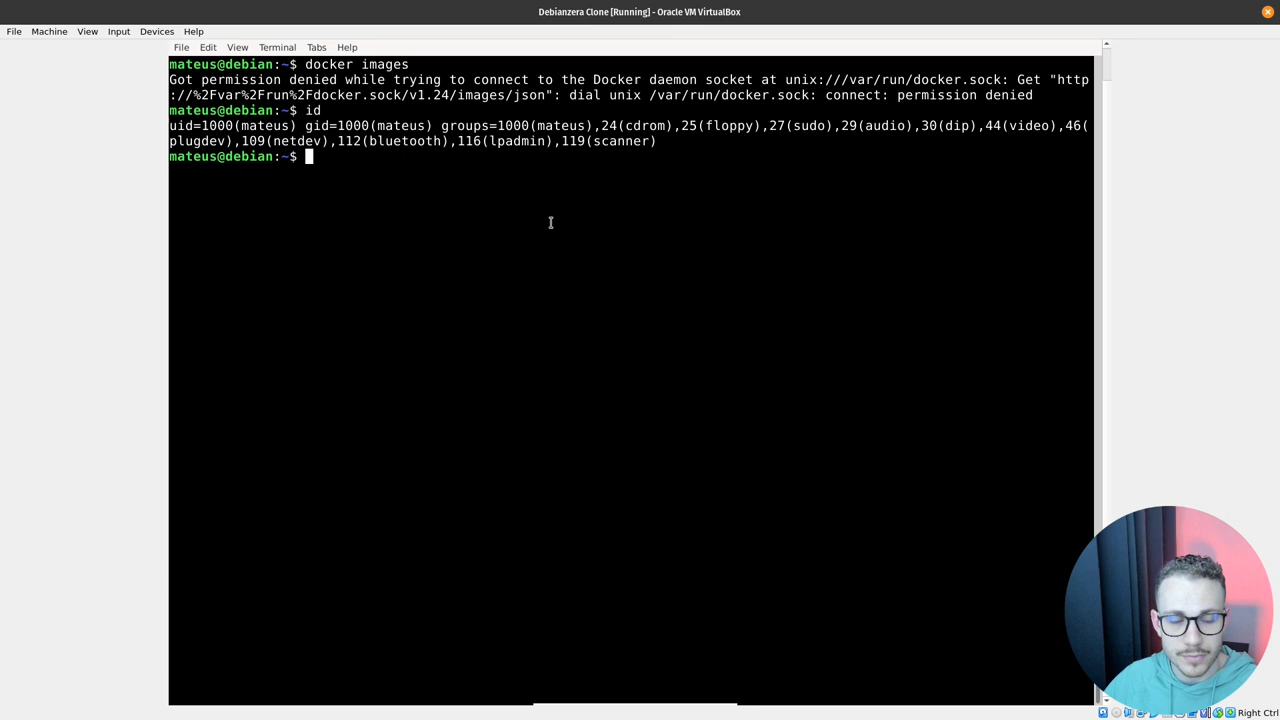 Debianzera Clone [Running] - Oracle VM VirtualBox
File Machine View Input Devices Help
File Edit View Terminal Tabs Help
mateus@debian:~$ docker images
Got permission denied while trying to connect to the Docker daemon socket at unix:///var/run/docker.sock: Get "http
://%2Fvar%2Frun%2Fdocker.sock/v1.24/images/json": dial unix /var/run/docker.sock: connect: permission denied
mateus@debian:~$ id
uid=1000(mateus) gid=1000(mateus) groups=1000(mateus),24(cdrom),25(floppy),27(sudo),29(audio),30(dip),44(video),46(
plugdev),109(netdev),112(bluetooth),116(lpadmin),119(scanner)
mateus@debian:~$
Right Ctrl